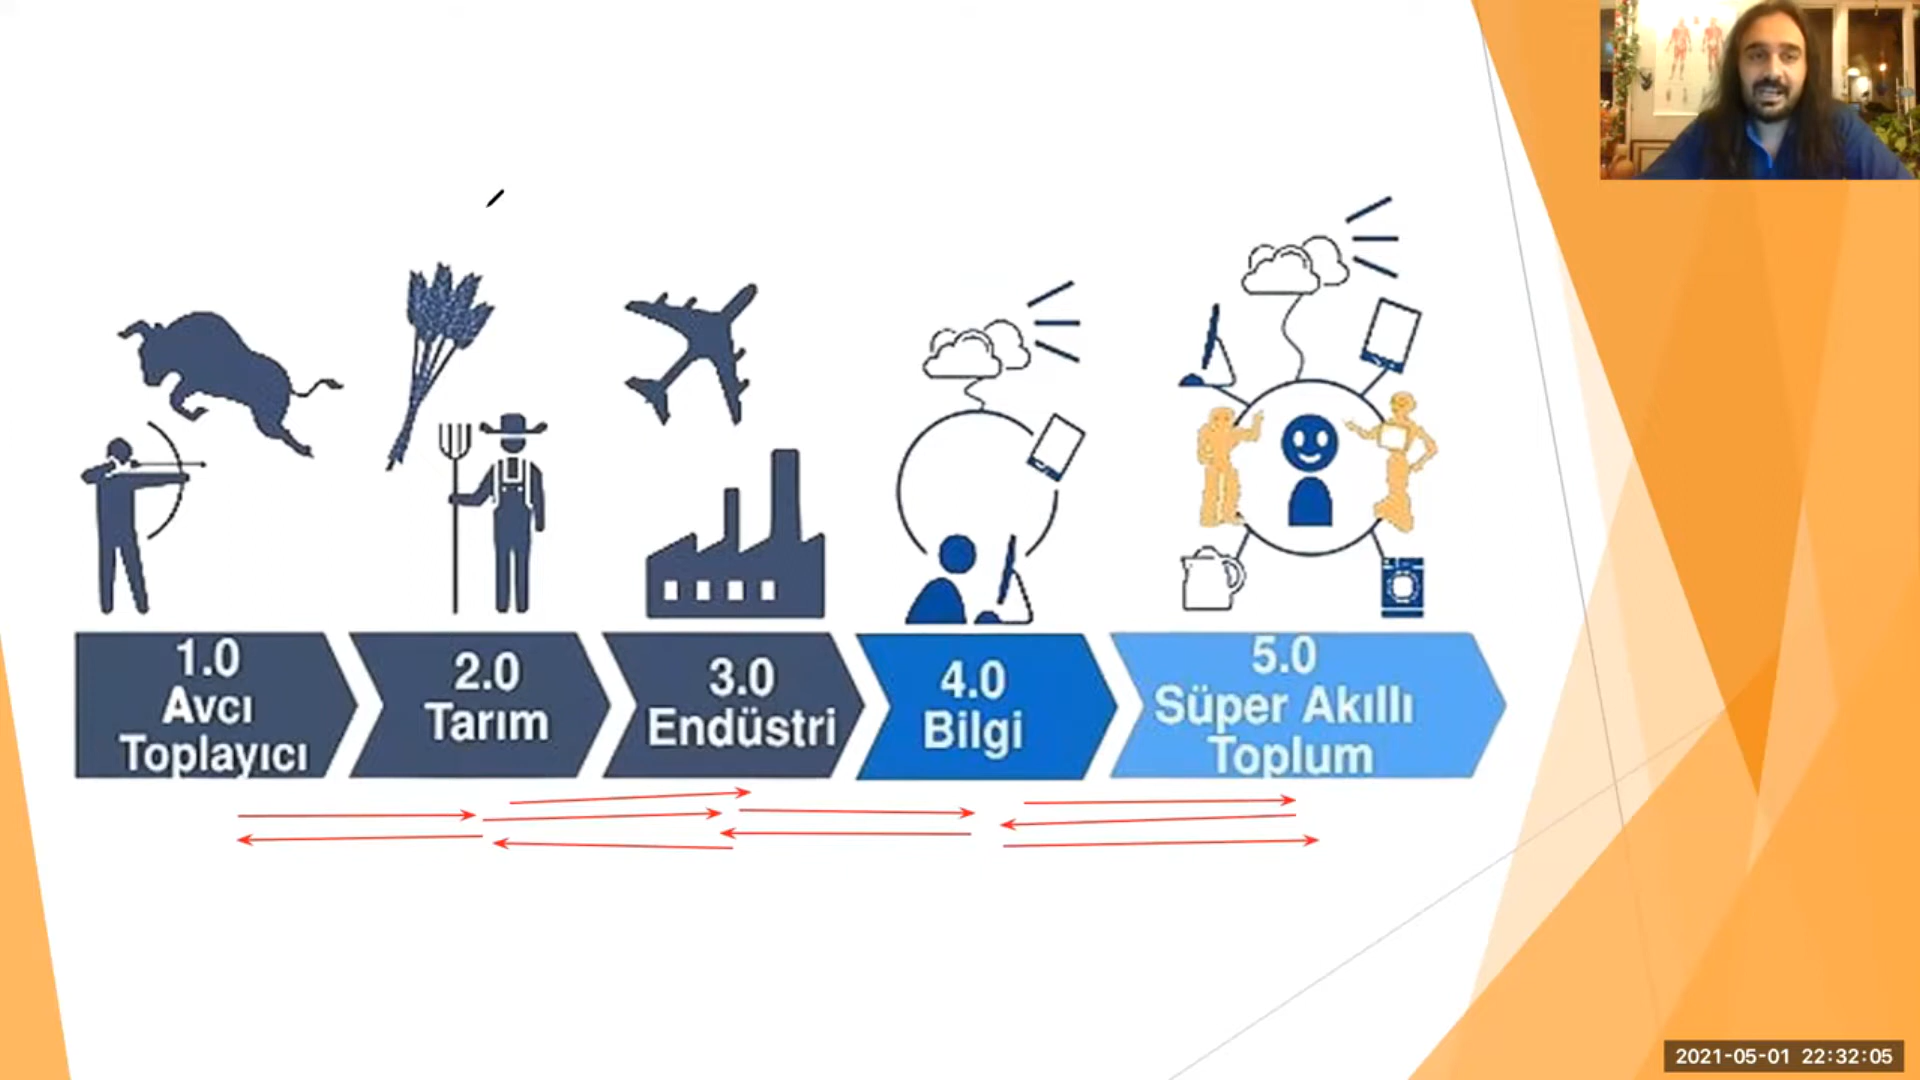 1.0
Avcı
Toplayıcı
2.0
Tarım
3.0
Endüstri
4.0
Bilgi
5.0
Süper Akıllı
Toplum
2021-05-01 22:32:05